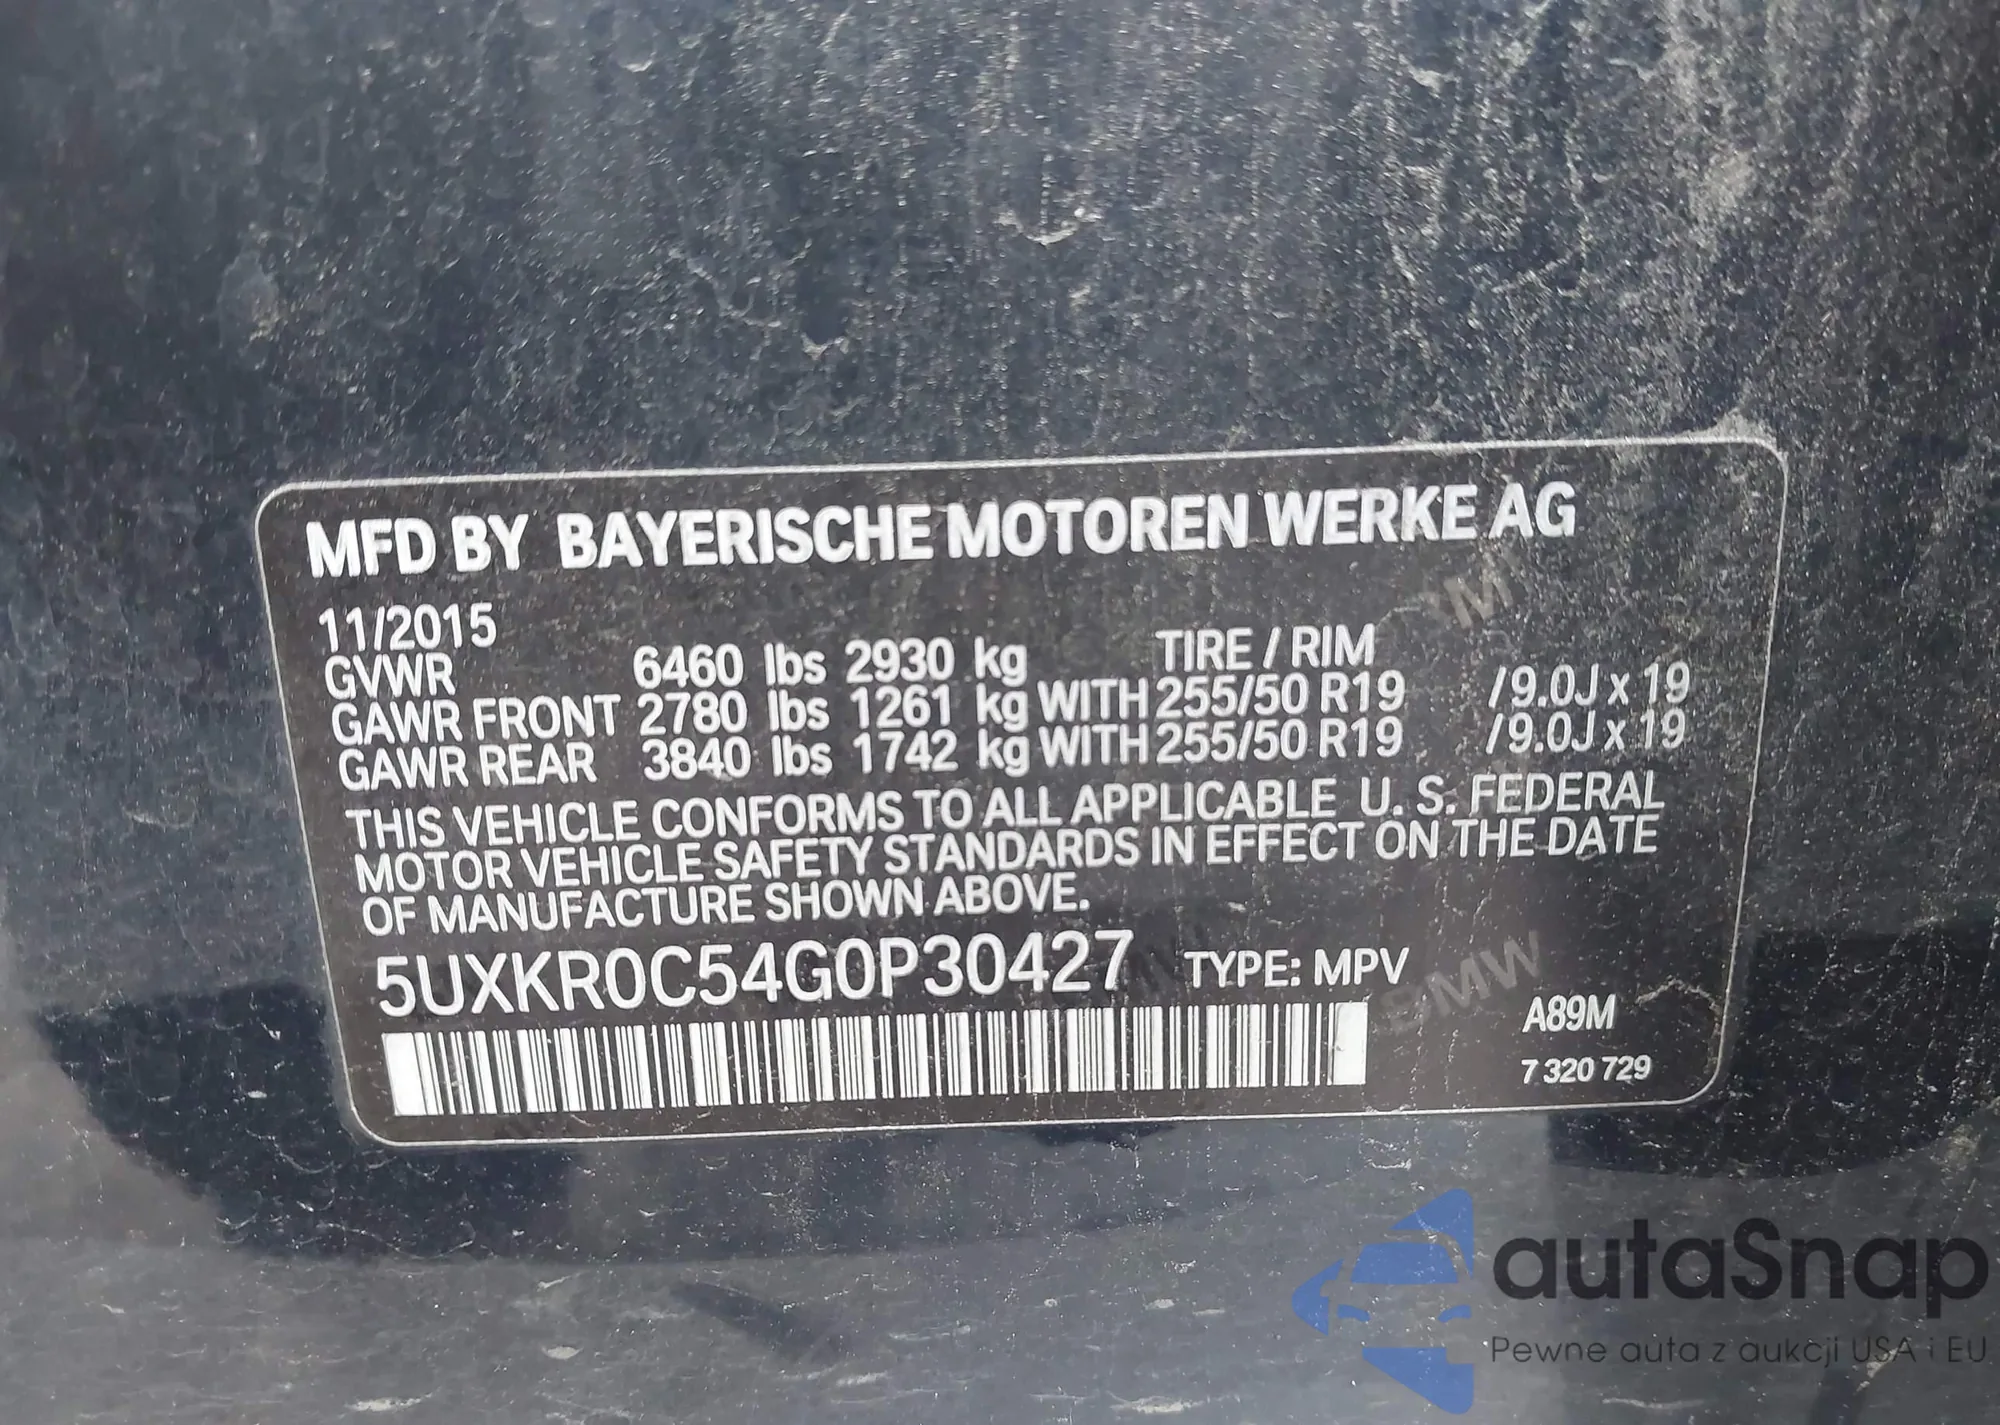 MFD BY BAYERISCHE MOTOREN WERKE AG
11/2015
GVWR 6460 lbs 2930 kg TIRE / RIM
GAWR FRONT 2780 lbs 1261 kg WITH 255/50 R19 /9.0J x 19
GAWR REAR 3840 lbs 1742 kg WITH 255/50 R19 /9.0J x 19
THIS VEHICLE CONFORMS TO ALL APPLICABLE U. S. FEDERAL
MOTOR VEHICLE SAFETY STANDARDS IN EFFECT ON THE DATE
OF MANUFACTURE SHOWN ABOVE.
5UXKR0C54G0P30427 TYPE: MPV
BMW
A89M
7 320 729
autaSnap
Pewne auta z aukcji USA i EU